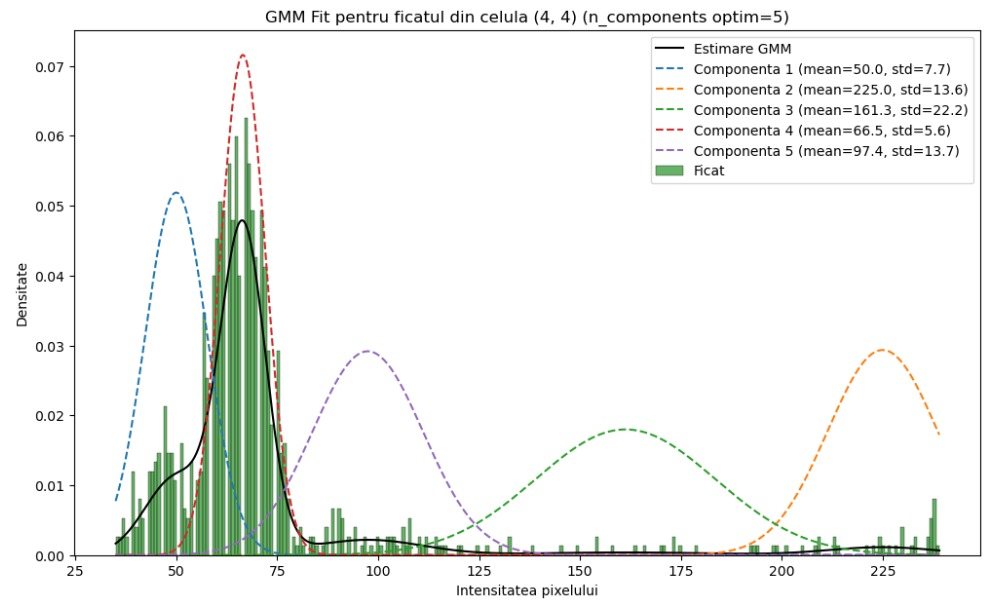 GMM Fit pentru ficatul din celula (4, 4) (n_components optim=5)
Estimare GMM
Componenta 1 (mean=50.0, std=7.7)
Componenta 2 (mean=225.0, std=13.6)
Componenta 3 (mean=161.3, std=22.2)
Componenta 4 (mean=66.5, std=5.6)
Componenta 5 (mean=97.4, std=13.7)
Ficat
Densitate
0.07
0.06
0.05
0.04
0.03
0.02
0.01
0.00
25 50 75 100 125 150 175 200 225
Intensitatea pixelului